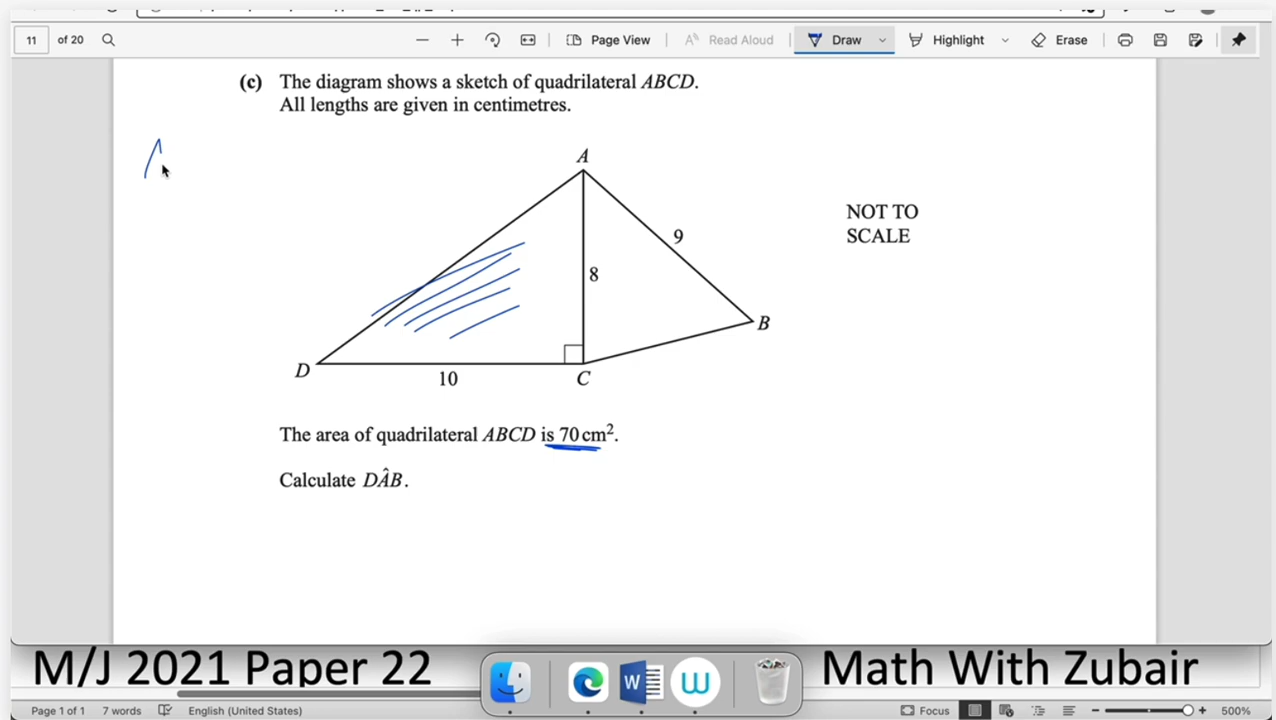 11 of 20
Page View
Read Aloud
Draw
Highlight
Erase
(c) The diagram shows a sketch of quadrilateral ABCD.
All lengths are given in centimetres.
A
NOT TO
SCALE
9
8
B
D
10
C
The area of quadrilateral ABCD is 70 cm².
Calculate DÂB.
M/J 2021 Paper 22
W
Math With Zubair
Page 1 of 1
7 words
English (United States)
Focus
500%